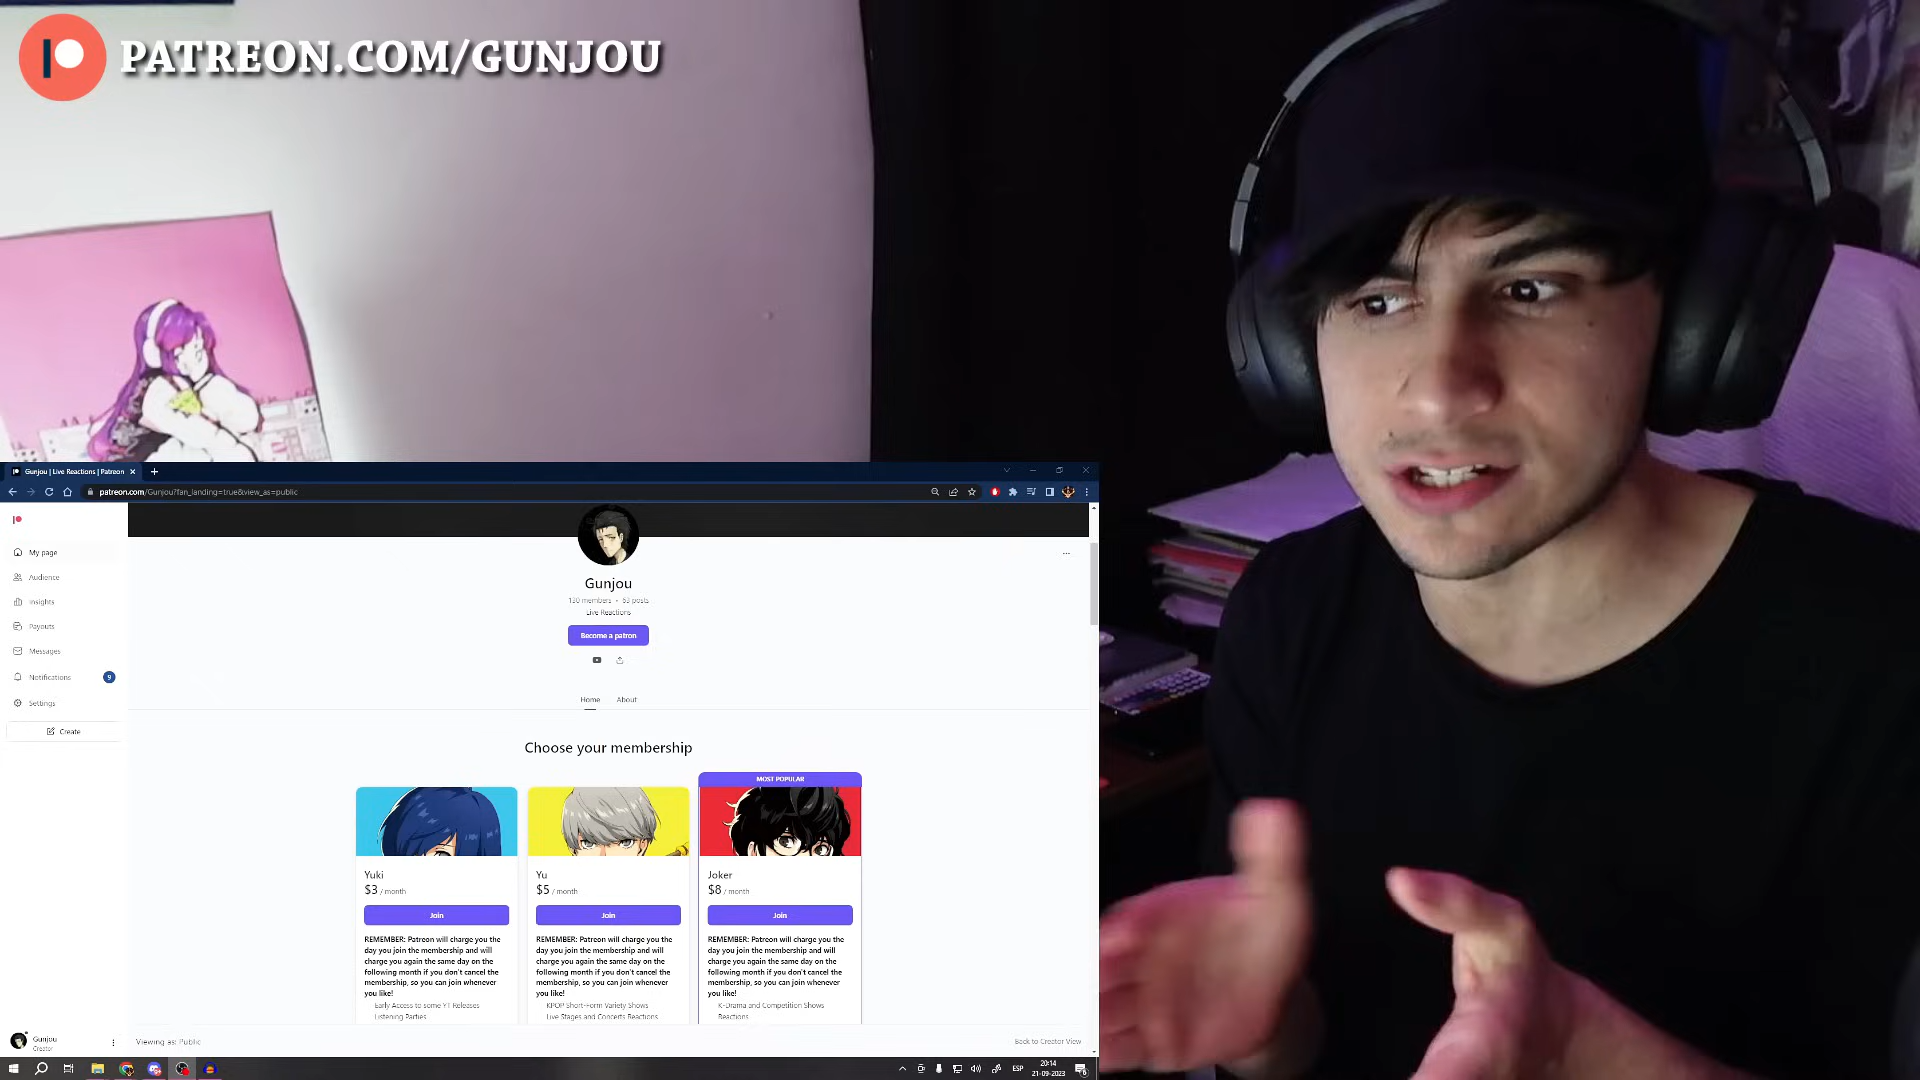 PATREON.COM/GUNJOU
Gunjou | Live Reactions | Patreon
patreon.com/Gunjou?fan_landing=true&view_as=public
My page
Audience
Insights
Payouts
Messages
Notifications
9
Settings
Create
Gunjou
130 members • 63 posts
Live Reactions
Become a patron
Home
About
Choose your membership
MOST POPULAR
Yuki
$3 / month
Join
REMEMBER: Patreon will charge you the
day you join the membership and will
charge you again the same day on the
following month if you don't cancel the
membership, so you can join whenever
you like!
Early Access to some YT Releases
Listening Parties
Yu
$5 / month
Join
REMEMBER: Patreon will charge you the
day you join the membership and will
charge you again the same day on the
following month if you don't cancel the
membership, so you can join whenever
you like!
KPOP Short-Form Variety Shows
Live Stages and Concerts Reactions.
Joker
$8 / month
Join
REMEMBER: Patreon will charge you the
day you join the membership and will
charge you again the same day on the
following month if you don't cancel the
membership, so you can join whenever
you like!
K-Drama and Competition Shows
Reactions
Gunjou
Creator
Viewing as: Public
Back to Creator View
ESP
20:14
21-09-2023